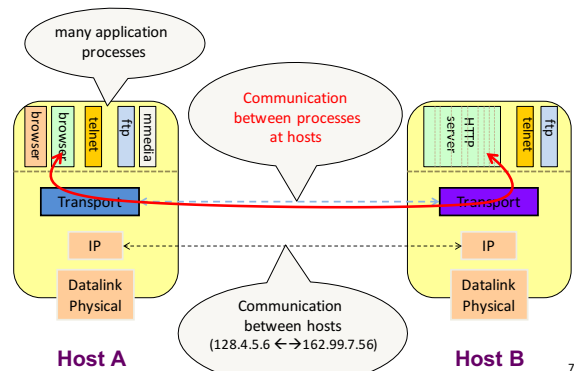 many application
processes
browser
browser
telnet
ftp
mmedia
Communication
between processes
at hosts
HTTP
server
telnet
ftp
Transport
Transport
IP
IP
Datalink
Physical
Communication
between hosts
(128.4.5.6 ←→162.99.7.56)
Datalink
Physical
Host A
Host B
7